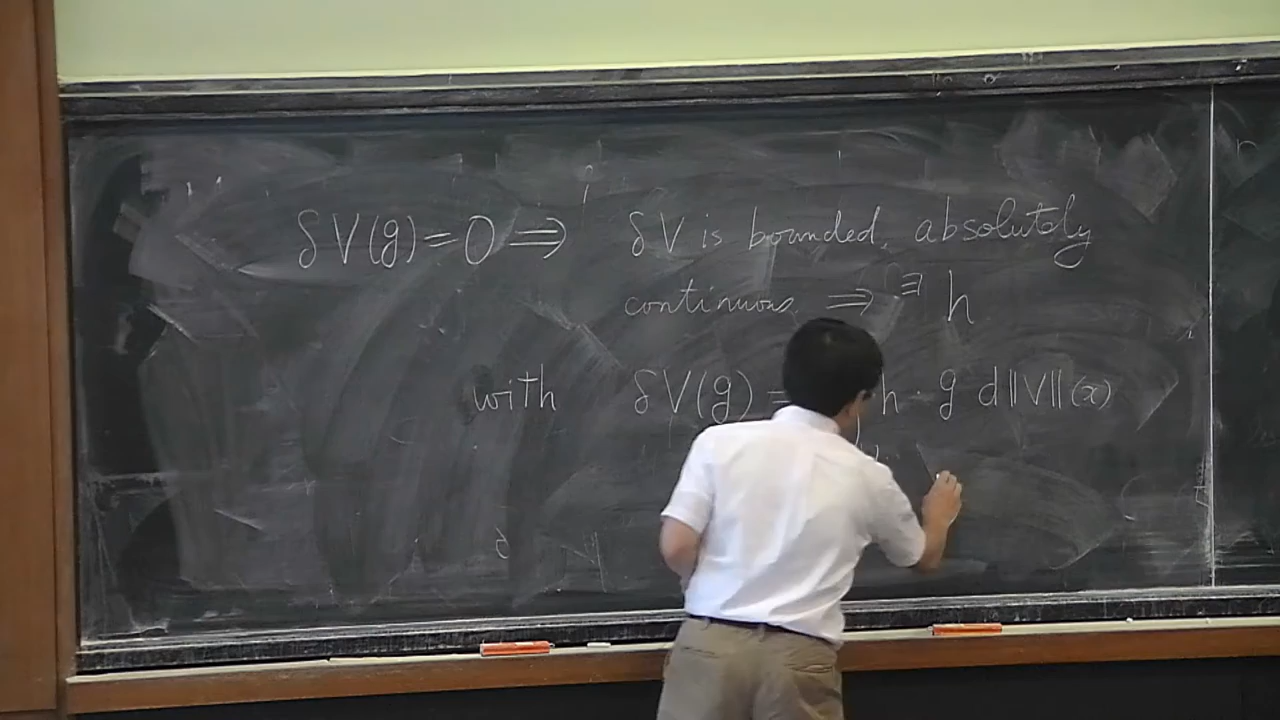 δV(g) = 0 ⇒ δV is bounded, absolutely
continuous ⇒ ∃ h
with δV(g) = h · g d||V||(x)